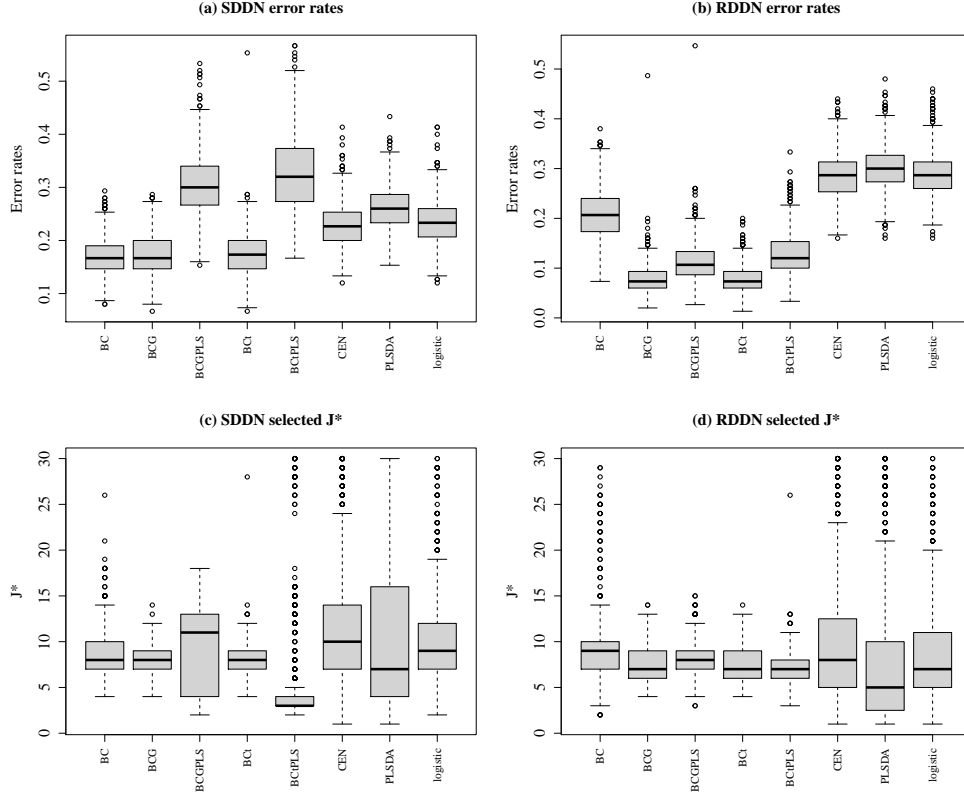 (a) SDDN error rates
Error rates
0.1 0.2 0.3 0.4 0.5
BC BCG BCGPLS BCt BCtPLS CEN PLSDA logistic
(b) RDDN error rates
Error rates
0.0 0.1 0.2 0.3 0.4 0.5
BC BCG BCGPLS BCt BCtPLS CEN PLSDA logistic
(c) SDDN selected J*
J*
0 5 10 15 20 25 30
BC BCG BCGPLS BCt BCtPLS CEN PLSDA logistic
(d) RDDN selected J*
J*
0 5 10 15 20 25 30
BC BCG BCGPLS BCt BCtPLS CEN PLSDA logistic